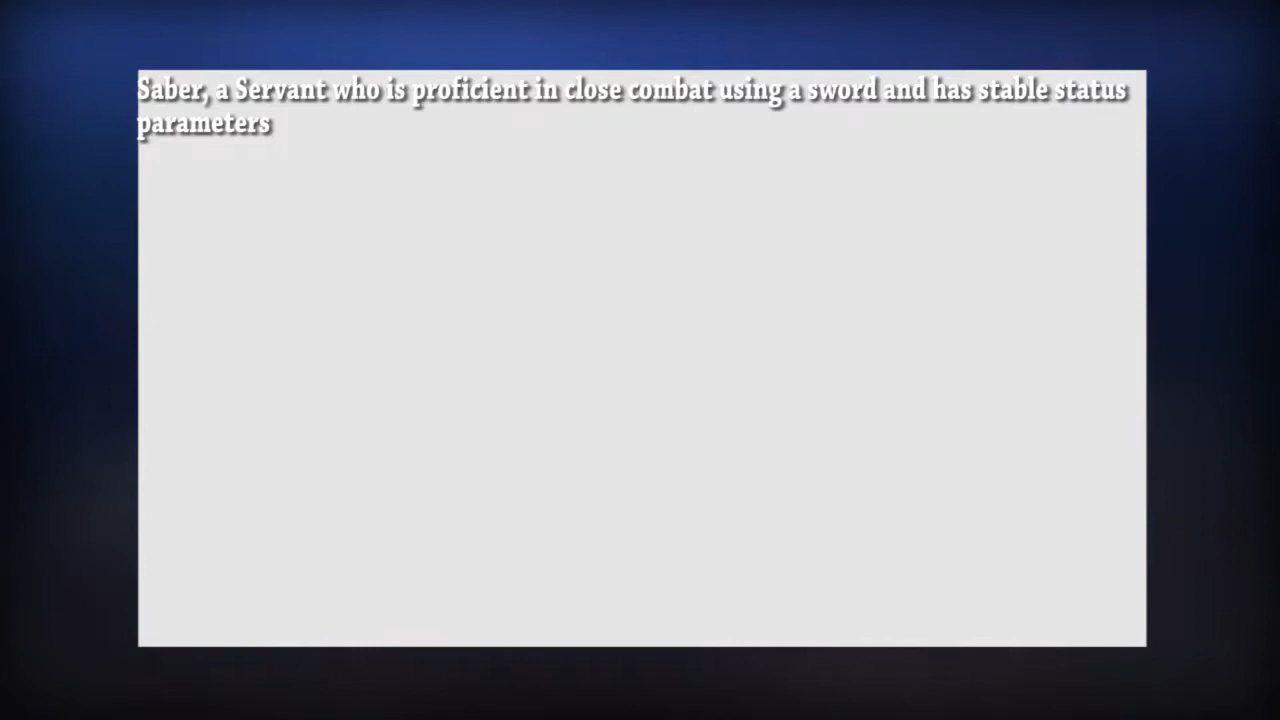 Saber, a Servant who is proficient in close combat using a sword and has stable status
parameters